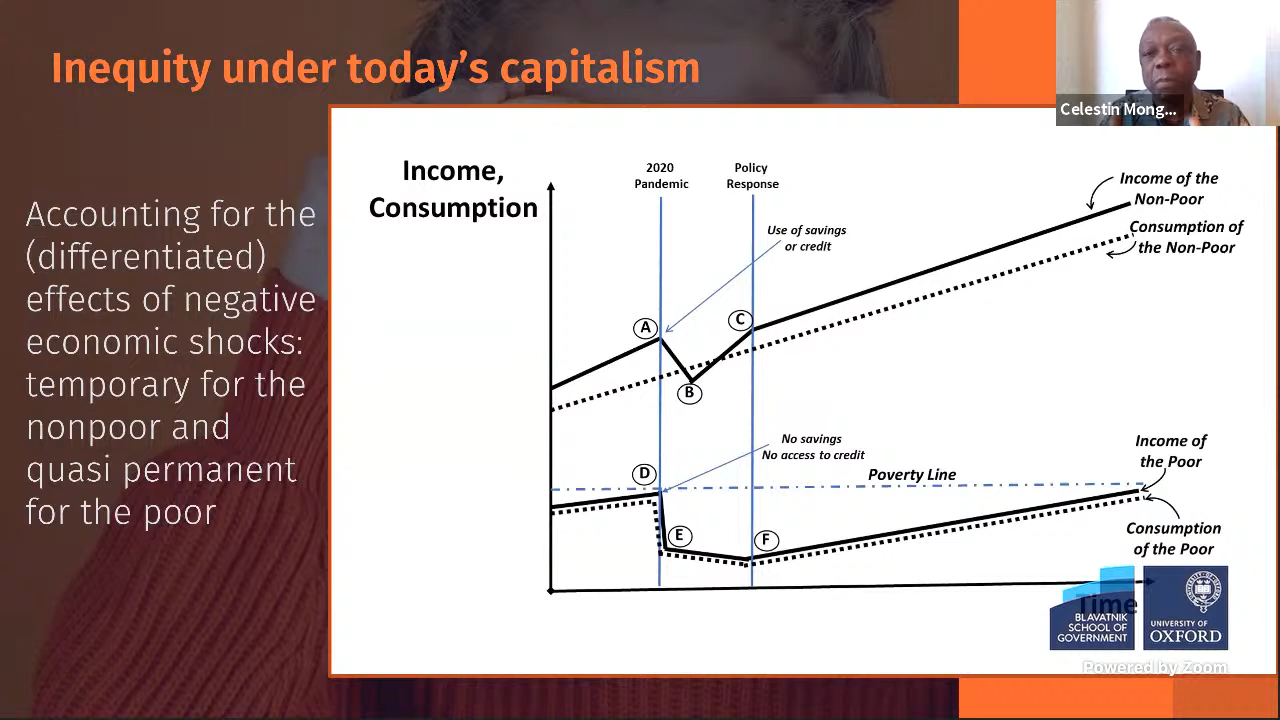 Inequity under today's capitalism
Celestin Mong...
Accounting for the
(differentiated)
effects of negative
economic shocks:
temporary for the
nonpoor and
quasi permanent
for the poor
Income,
Consumption
2020
Pandemic
Policy
Response
Use of savings
or credit
Income of the
Non-Poor
Consumption of
the Non-Poor
A
C
B
No savings
No access to credit
Income of
the Poor
D
Poverty Line
E
F
Consumption
of the Poor
Time
BLAVATNIK
SCHOOL OF
GOVERNMENT
UNIVERSITY OF
OXFORD
Powered by Zoom